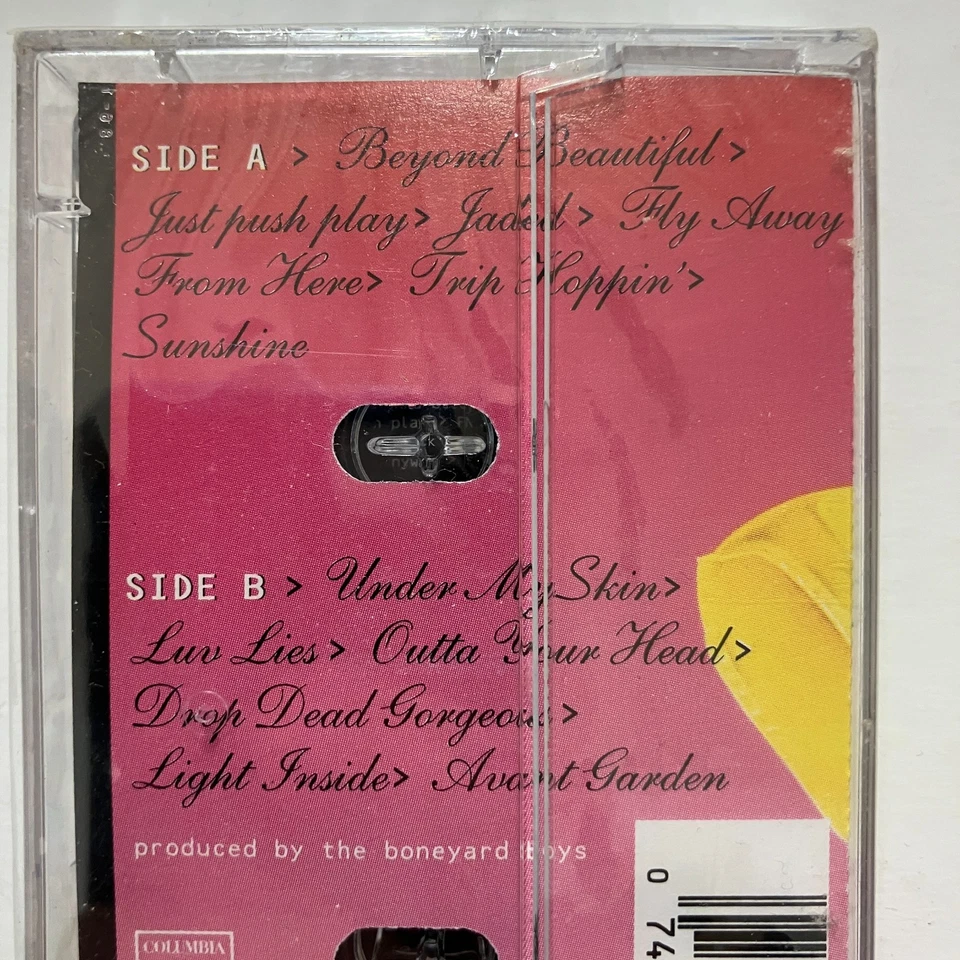 SIDE A > Beyond Beautiful >
Just push play> Jaded > Fly Away
From Here> Trip Hoppin'>
Sunshine
SIDE B > Under My Skin>
Luv Lies> Outta Your Head>
Drop Dead Gorgeous >
Light Inside> Avant Garden
produced by the boneyard boys
COLUMBIA
0 74